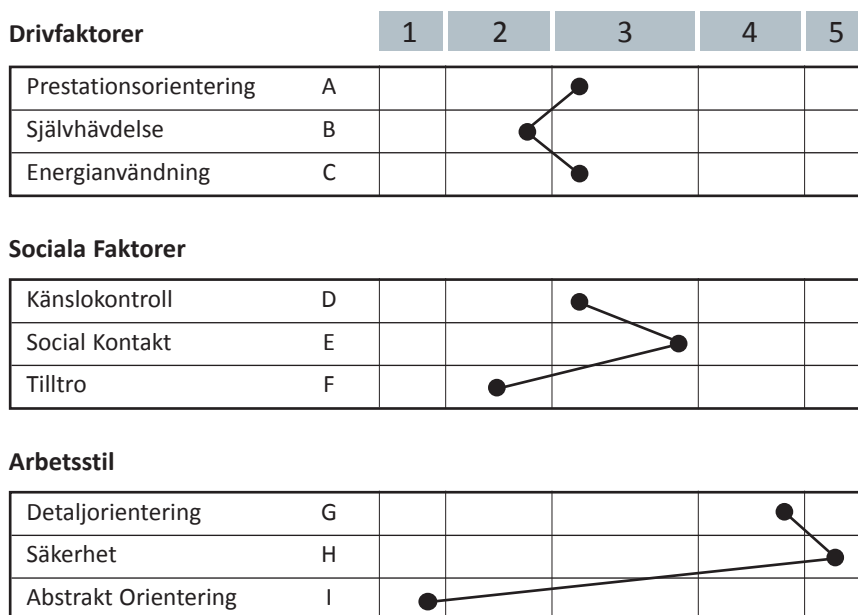 Drivfaktorer 1 2 3 4 5
Prestationsorientering A
Självhävdelse B
Energianvändning C
Sociala Faktorer
Känslokontroll D
Social Kontakt E
Tilltro F
Arbetsstil
Detaljorientering G
Säkerhet H
Abstrakt Orientering I